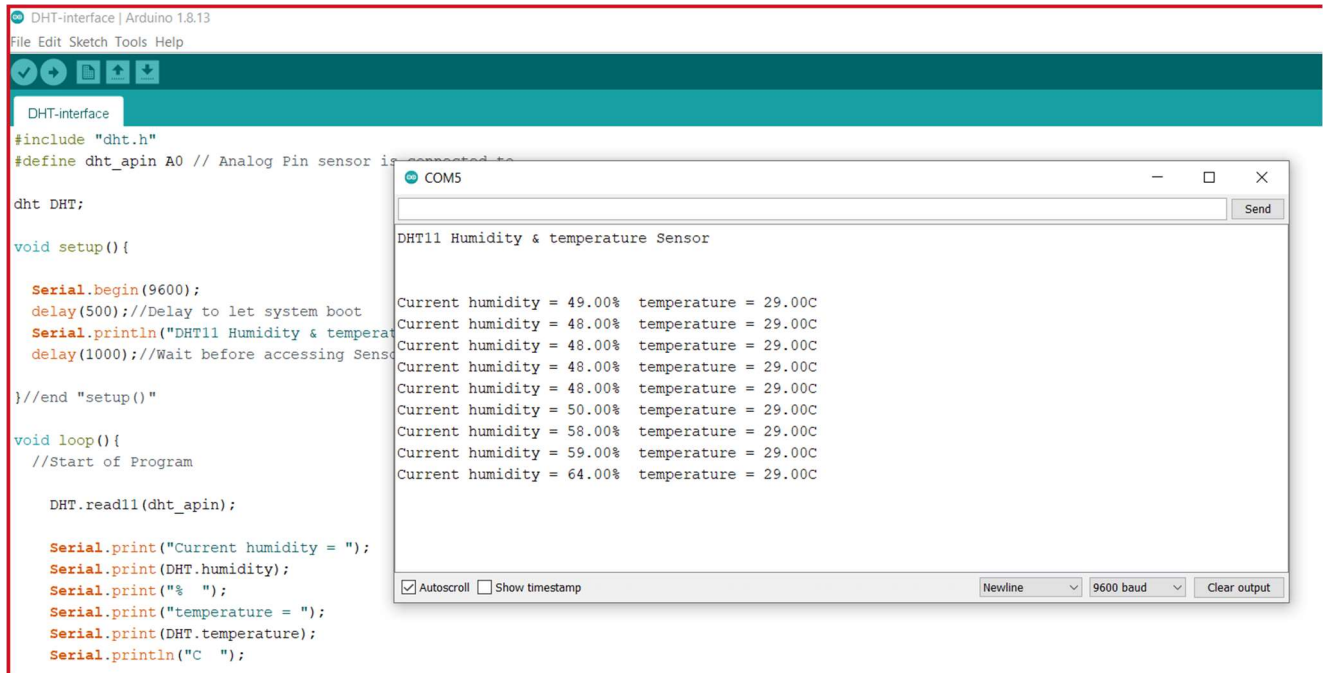 DHT-interface | Arduino 1.8.13
File Edit Sketch Tools Help
DHT-interface
#include "dht.h"
#define dht_apin A0 // Analog Pin sensor is connected to
dht DHT;
void setup(){
Serial.begin(9600);
delay(500);//Delay to let system boot
Serial.println("DHT11 Humidity & temperat
delay(1000);//Wait before accessing Senso
}//end "setup()"
void loop(){
//Start of Program
DHT.read11(dht_apin);
Serial.print("Current humidity = ");
Serial.print(DHT.humidity);
Serial.print("% ");
Serial.print("temperature = ");
Serial.print(DHT.temperature);
Serial.println("C ");
COM5
Send
DHT11 Humidity & temperature Sensor
Current humidity = 49.00% temperature = 29.00C
Current humidity = 48.00% temperature = 29.00C
Current humidity = 48.00% temperature = 29.00C
Current humidity = 48.00% temperature = 29.00C
Current humidity = 48.00% temperature = 29.00C
Current humidity = 50.00% temperature = 29.00C
Current humidity = 58.00% temperature = 29.00C
Current humidity = 59.00% temperature = 29.00C
Current humidity = 64.00% temperature = 29.00C
Autoscroll Show timestamp Newline 9600 baud Clear output